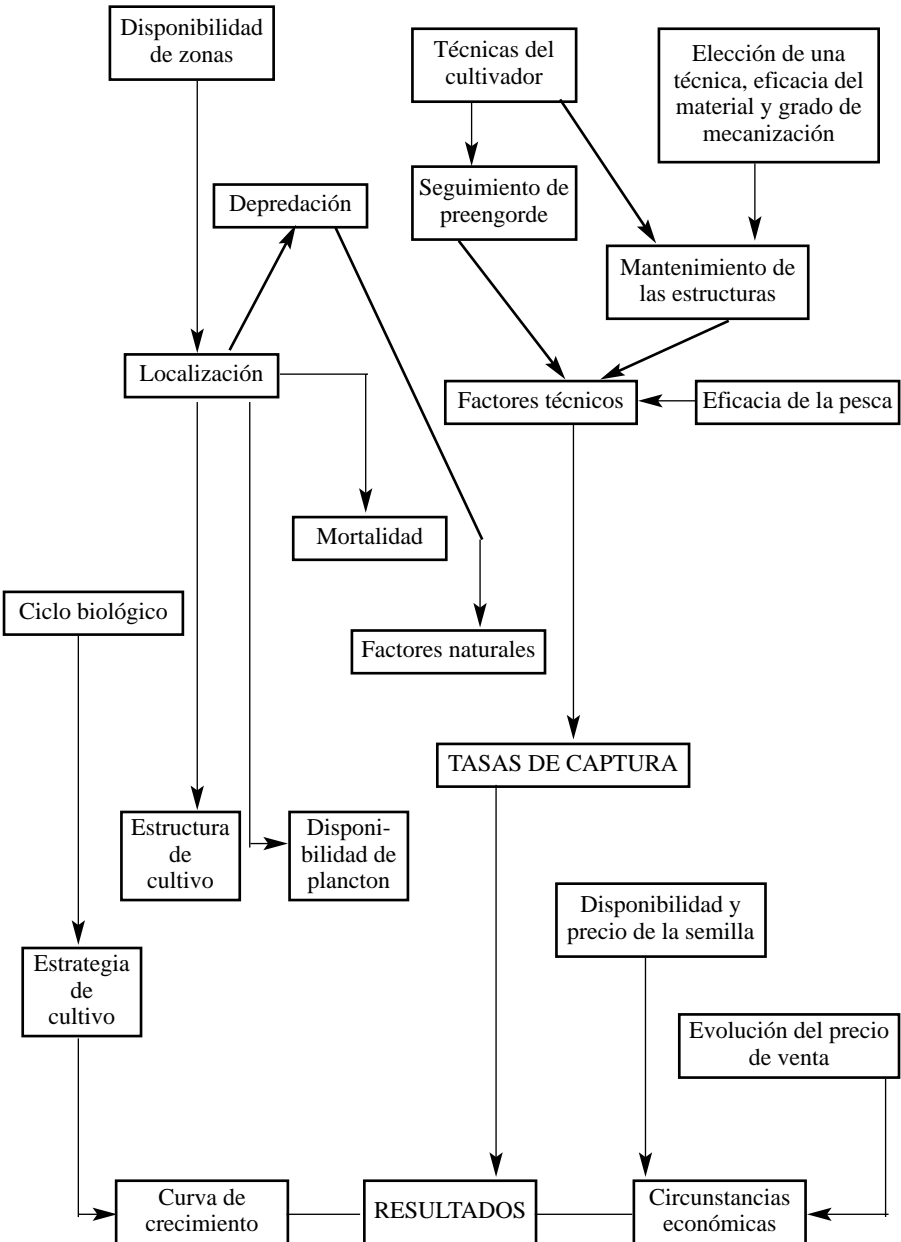 Disponibilidad
de zonas
Técnicas del
cultivador
Elección de una
técnica, eficacia del
material y grado de
mecanización
Seguimiento de
preengorde
Depredación
Mantenimiento de
las estructuras
Localización
Factores técnicos
Eficacia de la pesca
Mortalidad
Ciclo biológico
Factores naturales
TASAS DE CAPTURA
Estructura
de
cultivo
Disponi-
bilidad de
plancton
Disponibilidad y
precio de la semilla
Estrategia
de
cultivo
Evolución del precio
de venta
Curva de
crecimiento
RESULTADOS
Circunstancias
económicas